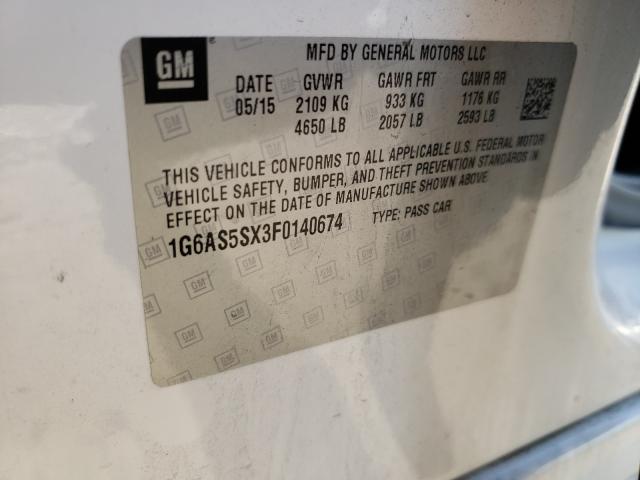 GM
MFD BY GENERAL MOTORS LLC
DATE GVWR GAWR FRT GAWR RR
05/15 2109 KG 933 KG 1176 KG
4650 LB 2057 LB 2593 LB
THIS VEHICLE CONFORMS TO ALL APPLICABLE U.S. FEDERAL MOTOR
VEHICLE SAFETY, BUMPER, AND THEFT PREVENTION STANDARDS IN
EFFECT ON THE DATE OF MANUFACTURE SHOWN ABOVE
1G6AS5SX3F0140674 TYPE: PASS CAR